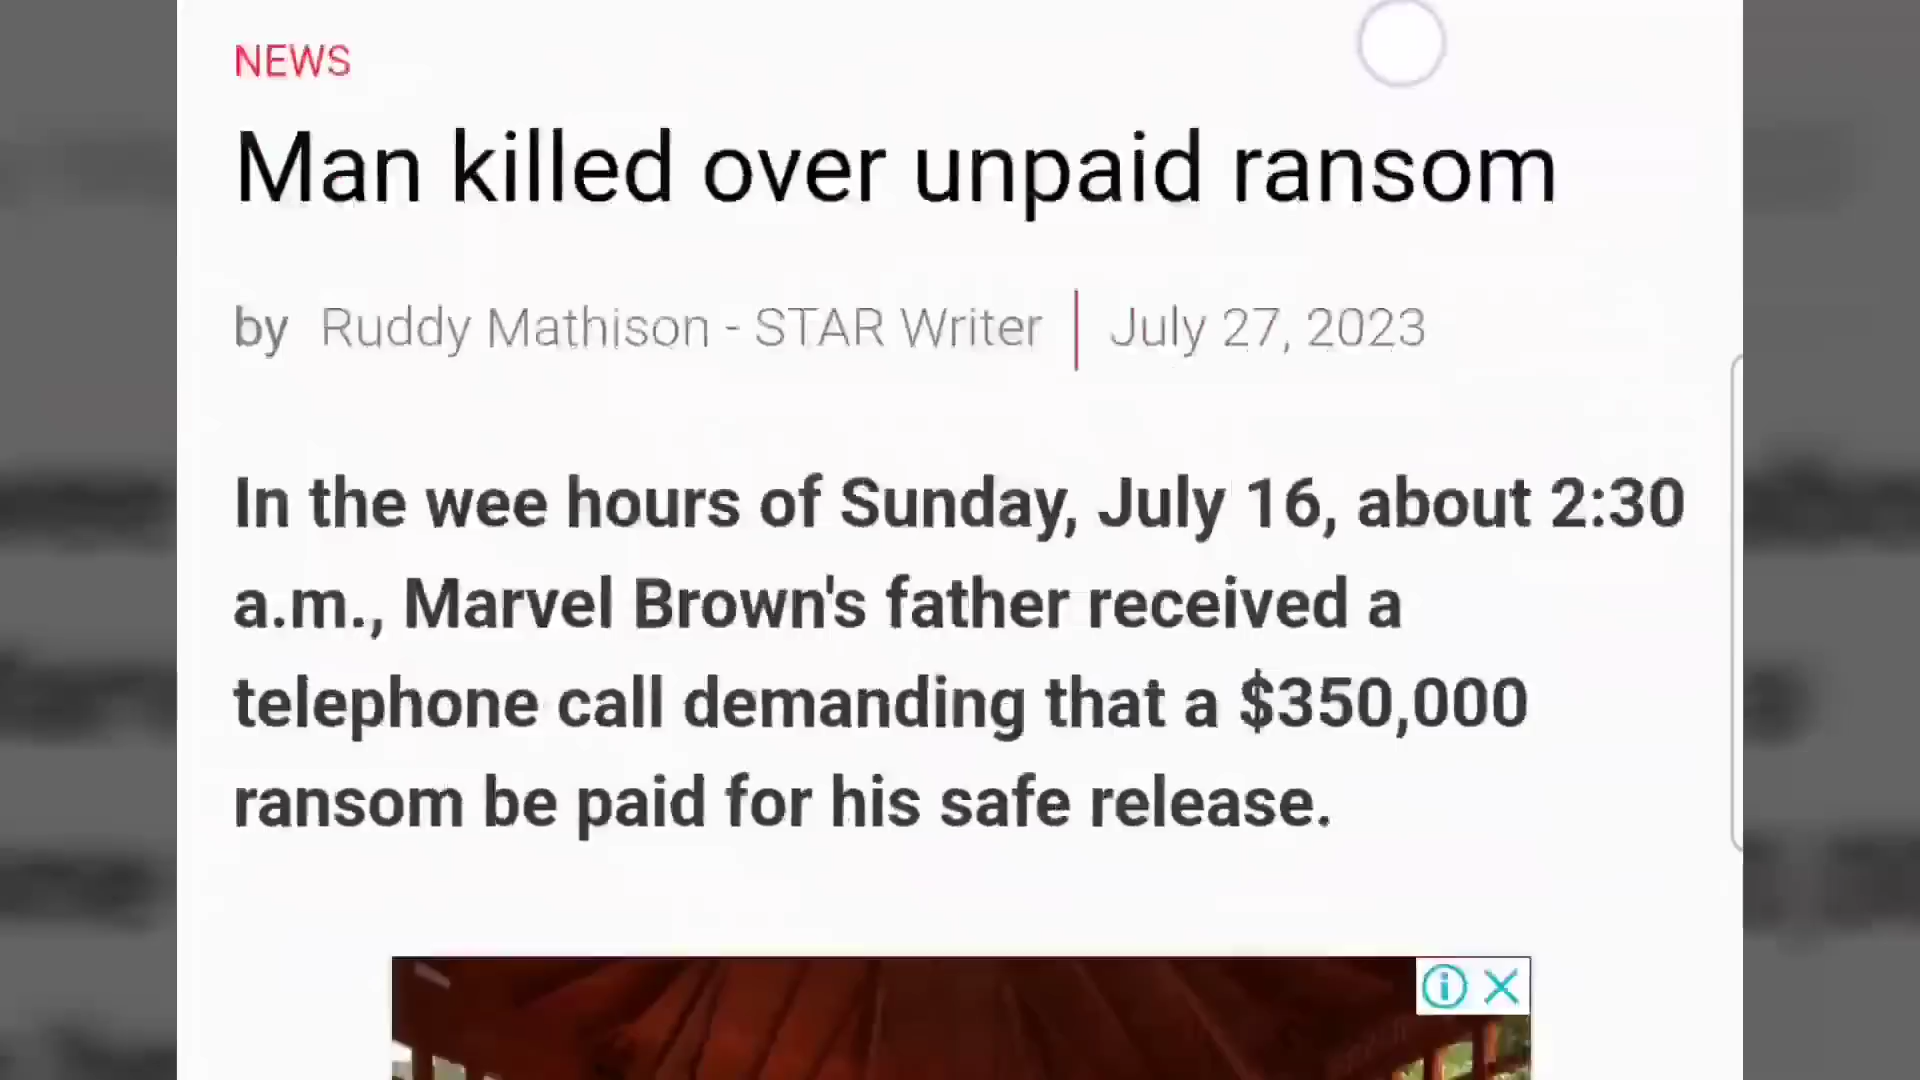 NEWS
Man killed over unpaid ransom
by Ruddy Mathison - STAR Writer | July 27, 2023
In the wee hours of Sunday, July 16, about 2:30
a.m., Marvel Brown's father received a
telephone call demanding that a $350,000
ransom be paid for his safe release.